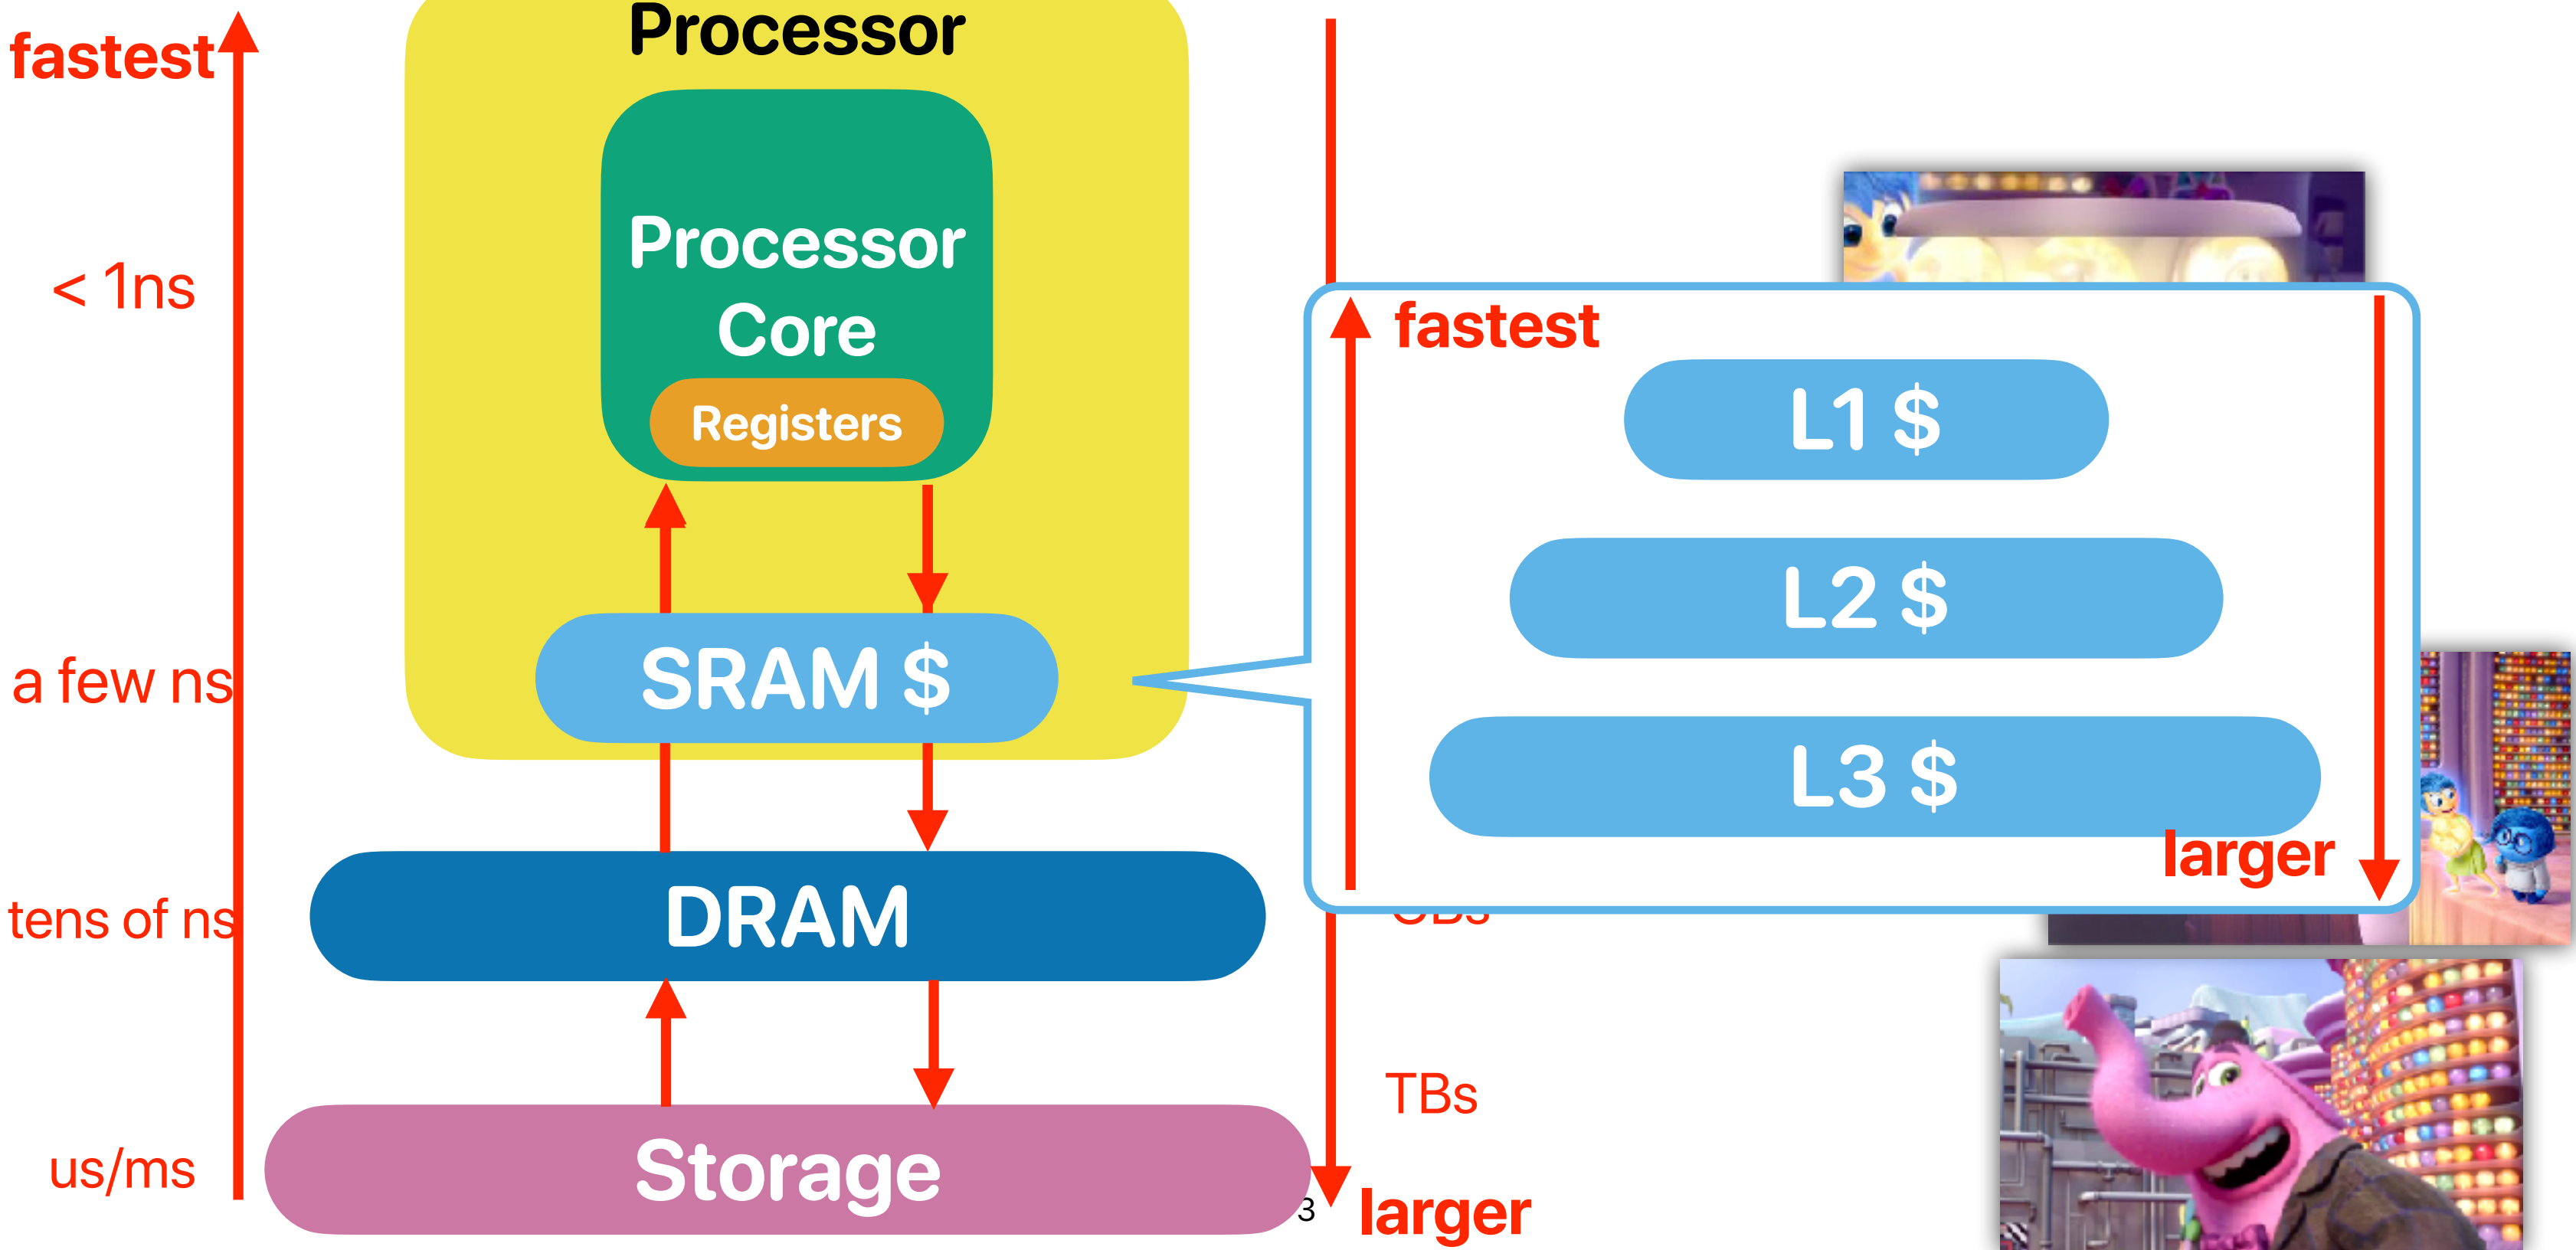 Processor
fastest
Processor
Core
< 1ns
Registers
fastest
L1 $
L2 $
a few ns
SRAM $
L3 $
larger
tens of ns
DRAM
TBs
us/ms
Storage
3
larger